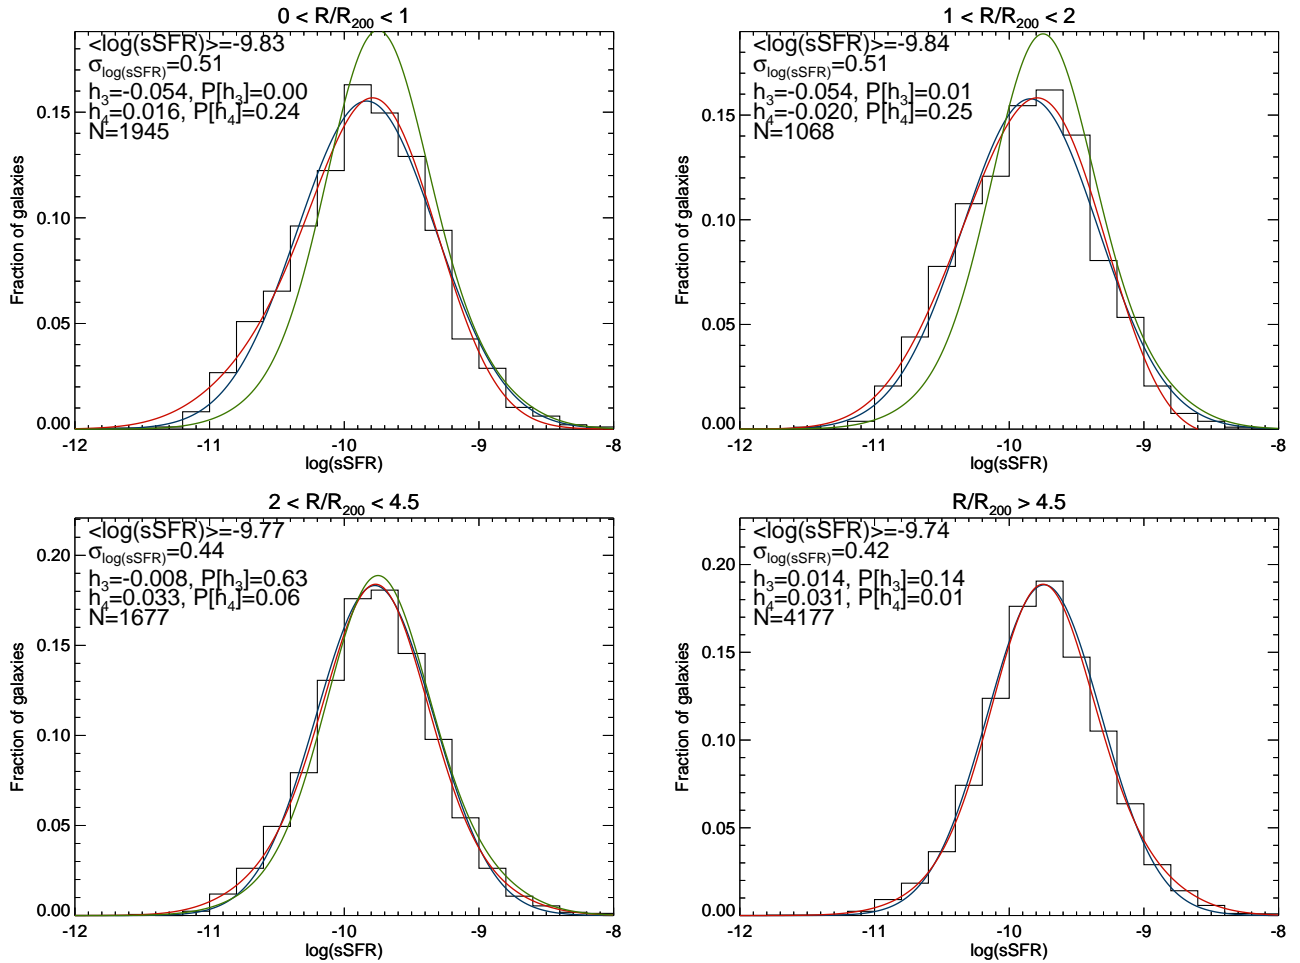 0 < R/R200 < 1
<log(sSFR)>=-9.83
σlog(sSFR)=0.51
h3=-0.054, P[h3]=0.00
h4=0.016, P[h4]=0.24
N=1945
0.15
0.10
0.05
0.00
Fraction of galaxies
-12 -11 -10 -9 -8
log(sSFR)
1 < R/R200 < 2
<log(sSFR)>=-9.84
σlog(sSFR)=0.51
h3=-0.054, P[h3]=0.01
h4=-0.020, P[h4]=0.25
N=1068
0.15
0.10
0.05
0.00
Fraction of galaxies
-12 -11 -10 -9 -8
log(sSFR)
2 < R/R200 < 4.5
<log(sSFR)>=-9.77
σlog(sSFR)=0.44
h3=-0.008, P[h3]=0.63
h4=0.033, P[h4]=0.06
N=1677
0.20
0.15
0.10
0.05
0.00
Fraction of galaxies
-12 -11 -10 -9 -8
log(sSFR)
R/R200 > 4.5
<log(sSFR)>=-9.74
σlog(sSFR)=0.42
h3=0.014, P[h3]=0.14
h4=0.031, P[h4]=0.01
N=4177
0.20
0.15
0.10
0.05
0.00
Fraction of galaxies
-12 -11 -10 -9 -8
log(sSFR)